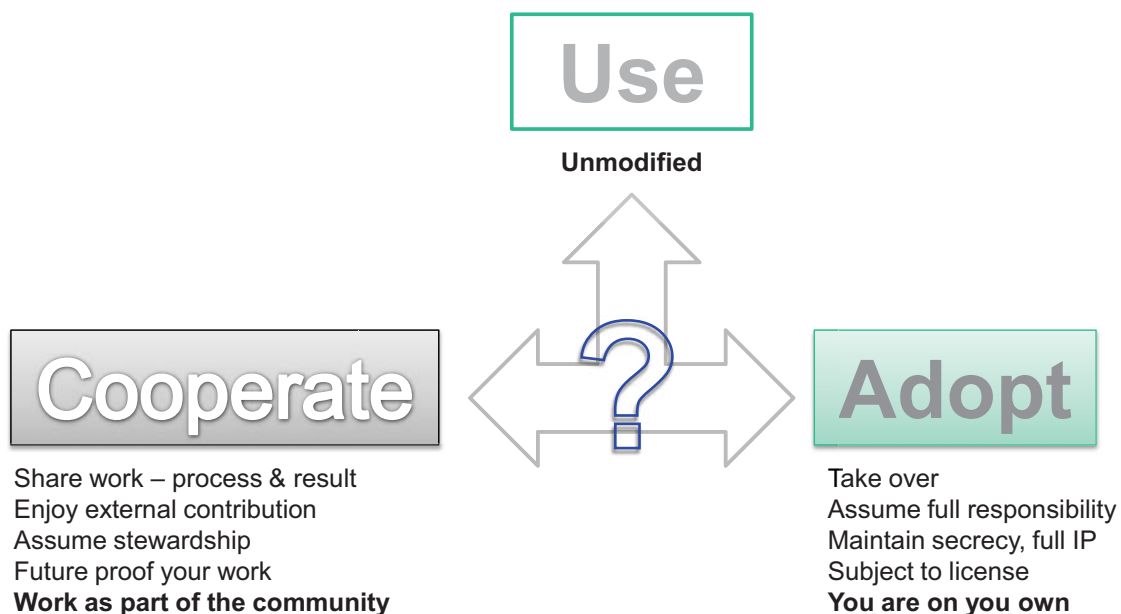 Use
Unmodified
?
Cooperate
Share work – process & result
Enjoy external contribution
Assume stewardship
Future proof your work
Work as part of the community
Adopt
Take over
Assume full responsibility
Maintain secrecy, full IP
Subject to license
You are on you own